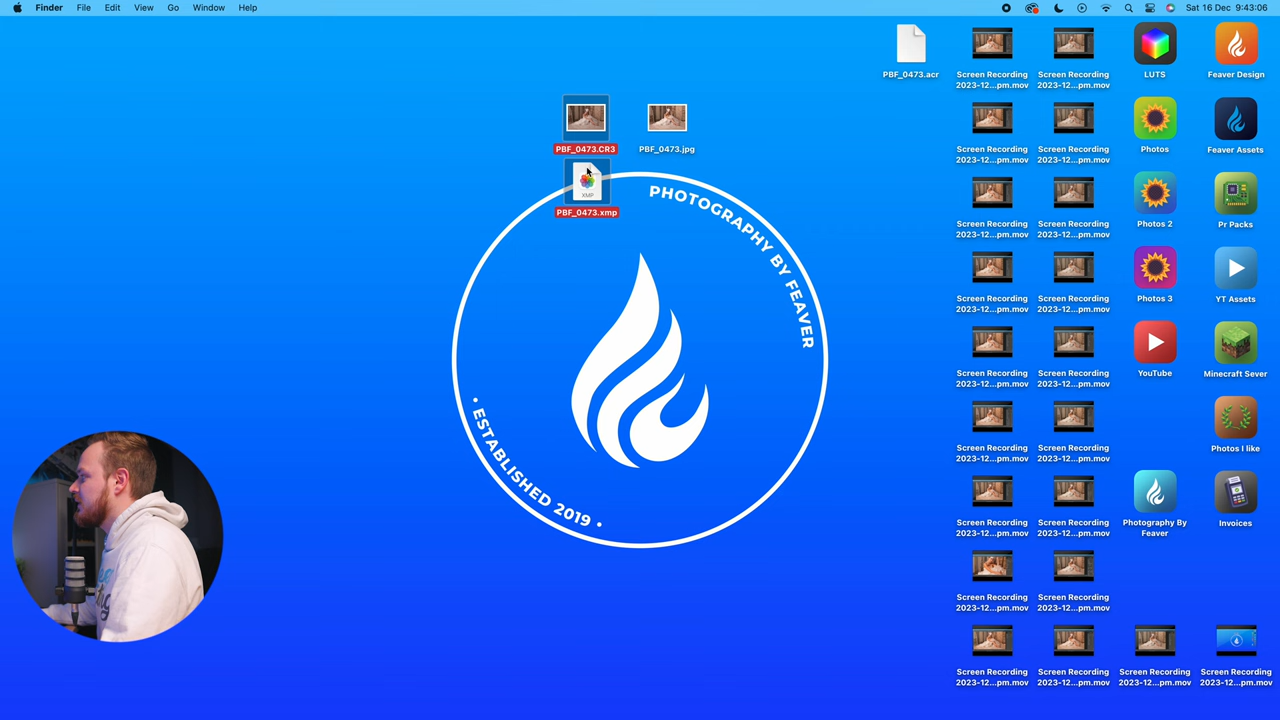 Finder File Edit View Go Window Help
Sat 16 Dec 9:43:06
PBF_0473.acr
Screen Recording
2023-12...pm.mov
Screen Recording
2023-12...pm.mov
LUTS
Feaver Design
PBF_0473.CR3
PBF_0473.jpg
Screen Recording
2023-12...pm.mov
Screen Recording
2023-12...pm.mov
Photos
Feaver Assets
XMP
PBF_0473.xmp
Screen Recording
2023-12...pm.mov
Screen Recording
2023-12...pm.mov
Photos 2
Pr Packs
Screen Recording
2023-12...pm.mov
Screen Recording
2023-12...pm.mov
Photos 3
YT Assets
Screen Recording
2023-12...pm.mov
Screen Recording
2023-12...pm.mov
YouTube
Minecraft Sever
Screen Recording
2023-12...pm.mov
Screen Recording
2023-12...pm.mov
Photos I like
Screen Recording
2023-12...pm.mov
Screen Recording
2023-12...pm.mov
Photography By
Feaver
Invoices
Screen Recording
2023-12...pm.mov
Screen Recording
2023-12...pm.mov
Screen Recording
2023-12...pm.mov
Screen Recording
2023-12...pm.mov
Screen Recording
2023-12...pm.mov
Screen Recording
2023-12...pm.mov
PHOTOGRAPHY BY FEAVER
• ESTABLISHED 2019 •